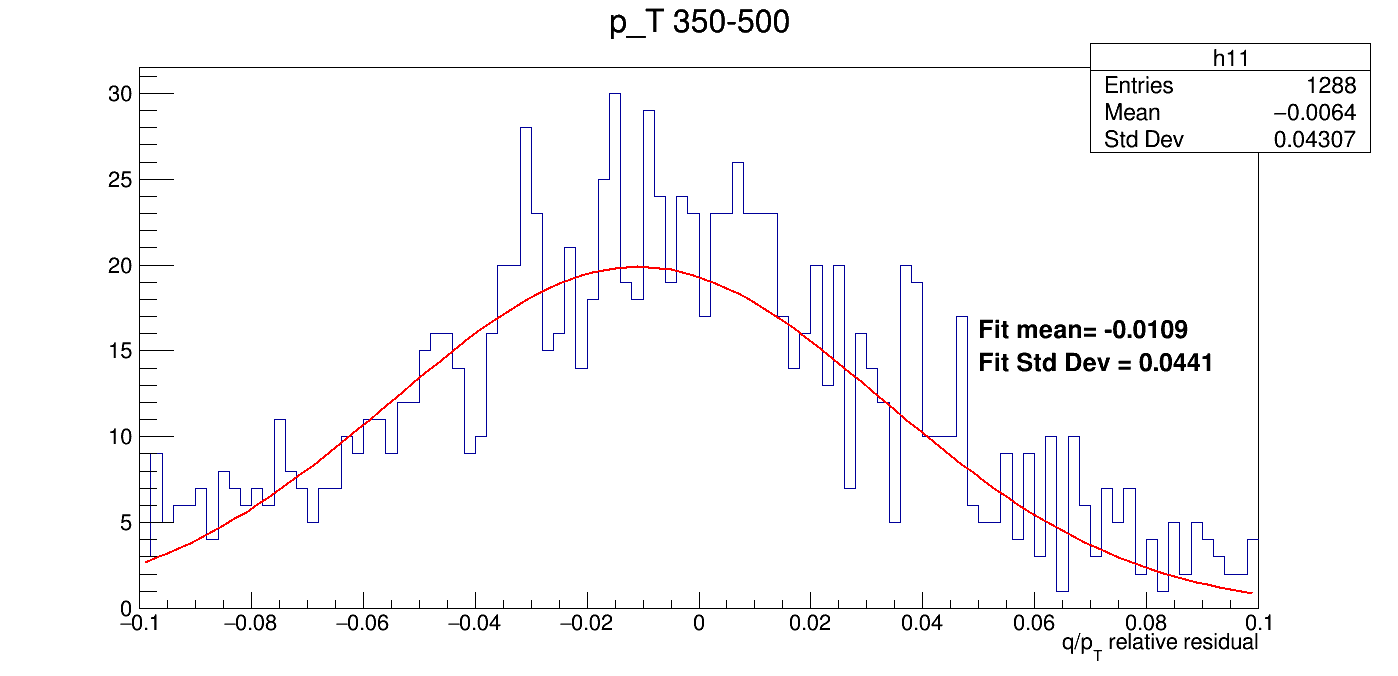 p_T 350-500
h11
Entries 1288
Mean −0.0064
Std Dev 0.04307
30
25
20
15
10
5
0
Fit mean= -0.0109
Fit Std Dev = 0.0441
−0.1 −0.08 −0.06 −0.04 −0.02 0 0.02 0.04 0.06 0.08 0.1
q/p_T relative residual